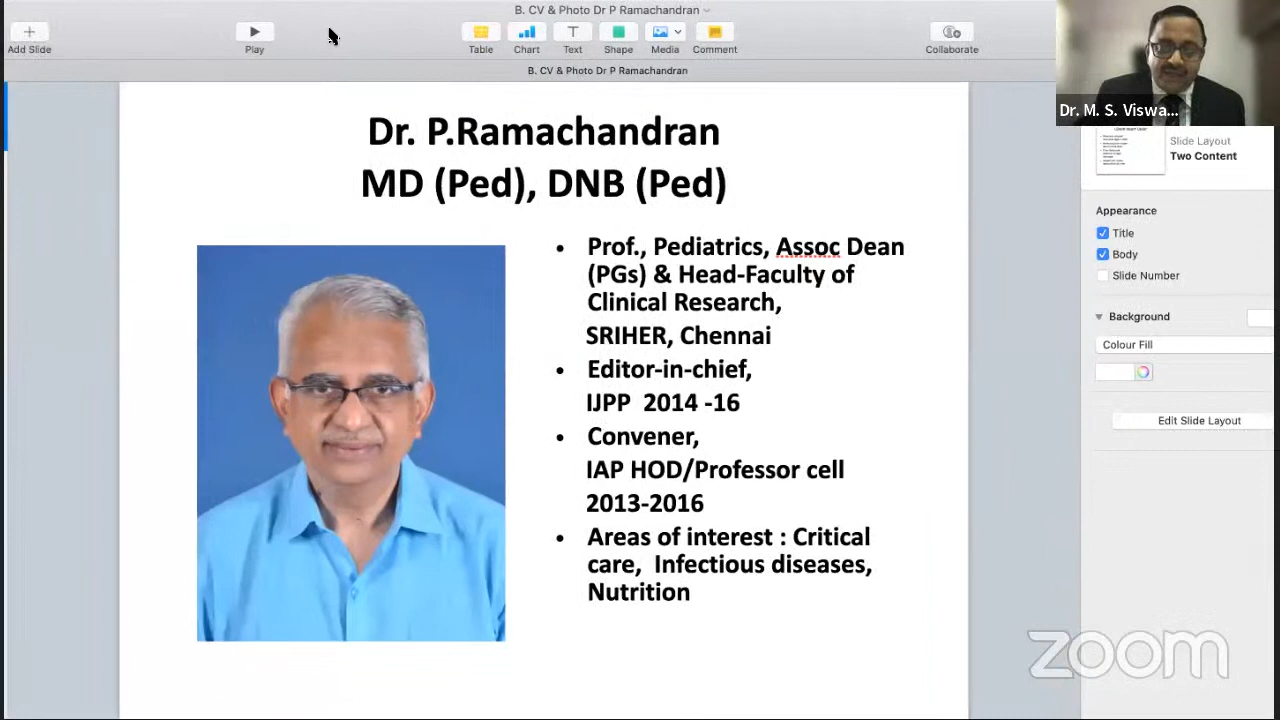 B. CV & Photo Dr P Ramachandran
Add Slide
Play
Table
Chart
Text
Shape
Media
Comment
Collaborate
B. CV & Photo Dr P Ramachandran
Dr. M. S. Viswa...
Dr. P.Ramachandran
MD (Ped), DNB (Ped)
• Prof., Pediatrics, Assoc Dean
(PGs) & Head-Faculty of
Clinical Research,
SRIHER, Chennai
• Editor-in-chief,
IJPP 2014 -16
• Convener,
IAP HOD/Professor cell
2013-2016
• Areas of interest : Critical
care, Infectious diseases,
Nutrition
Slide Layout
Two Content
Appearance
Title
Body
Slide Number
Background
Colour Fill
Edit Slide Layout
zoom